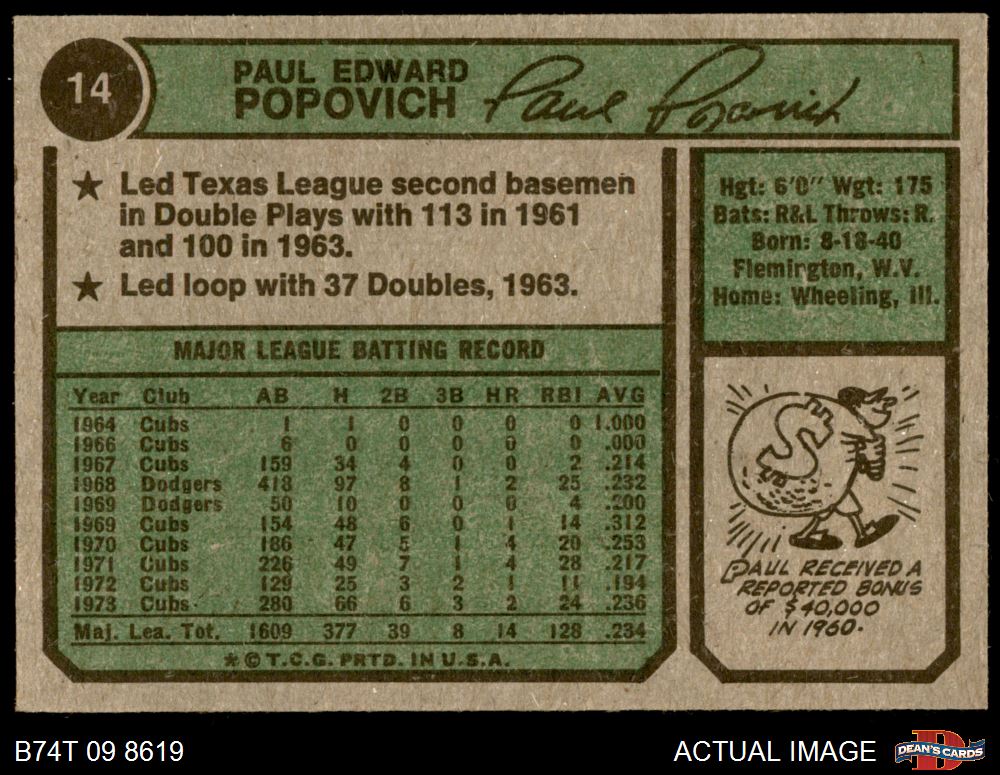 14
PAUL EDWARD
POPOVICH
Paul Popovich
★ Led Texas League second basemen
in Double Plays with 113 in 1961
and 100 in 1963.
★ Led loop with 37 Doubles, 1963.
Hgt: 6'0" Wgt: 175
Bats: R&L Throws: R.
Born: 8-18-40
Flemington, W.V.
Home: Wheeling, Ill.
MAJOR LEAGUE BATTING RECORD
Year Club AB H 2B 3B HR RBI AVG
1964 Cubs 1 1 0 0 0 0 1.000
1966 Cubs 6 0 0 0 0 0 .000
1967 Cubs 159 34 4 0 0 2 .214
1968 Dodgers 418 97 8 1 2 25 .232
1969 Dodgers 50 10 0 0 0 4 .200
1969 Cubs 154 48 6 0 1 14 .312
1970 Cubs 186 47 5 1 4 20 .253
1971 Cubs 226 49 7 1 4 28 .217
1972 Cubs 129 25 3 2 1 11 .194
1973 Cubs 280 66 6 3 2 24 .236
Maj. Lea. Tot. 1609 377 39 8 14 128 .234
★ © T.C.G. PRTD. IN U.S.A.
$
PAUL RECEIVED A
REPORTED BONUS
OF $40,000
IN 1960.
B74T 09 8619
ACTUAL IMAGE
D
DEAN'S CARDS